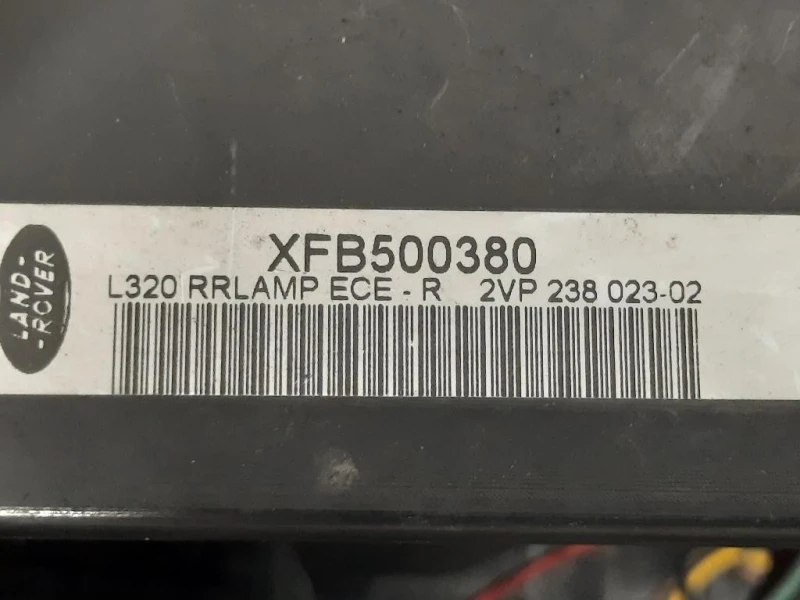 LAND-
-ROVER
XFB500380
L320 RRLAMP ECE - R 2VP 238 023-02